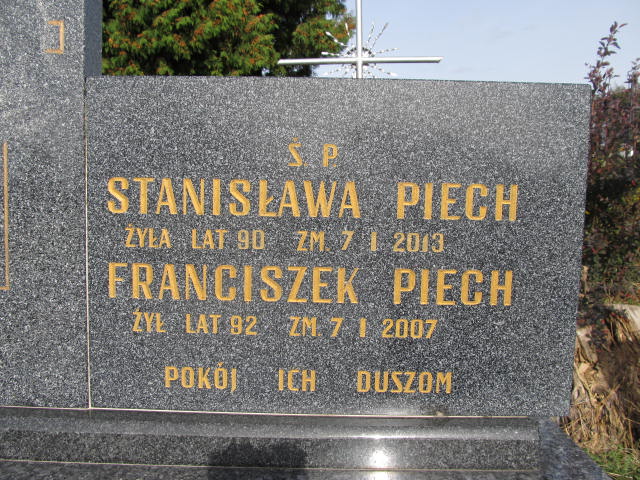 Ś. P
STANISŁAWA PIECH
ŻYŁA LAT 90 ZM. 7 I 2013
FRANCISZEK PIECH
ŻYŁ LAT 92 ZM. 7 I 2007
POKÓJ ICH DUSZOM